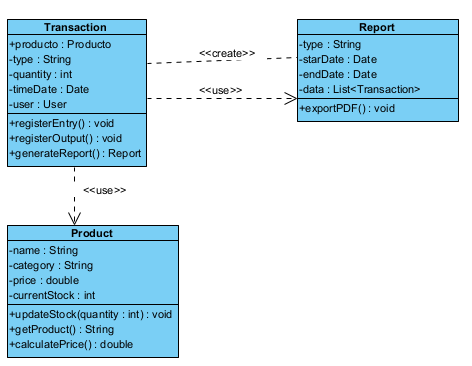 Transaction
+producto : Producto
-type : String
-quantity : int
-timeDate : Date
-user : User
+registerEntry() : void
+registerOutput() : void
+generateReport() : Report
<<create>>
<<use>>
Report
-type : String
-starDate : Date
-endDate : Date
-data : List<Transaction>
+exportPDF() : void
<<use>>
Product
-name : String
-category : String
-price : double
-currentStock : int
+updateStock(quantity : int) : void
+getProduct() : String
+calculatePrice() : double